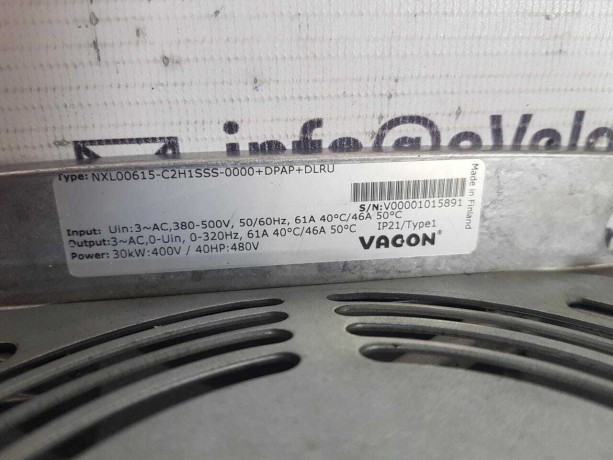 info@eVelo
Type: NXL00615-C2H1SSS-0000+DPAP+DLRU
S/N:V00001015891
Made in Finland
Input: Uin:3~AC,380-500V, 50/60Hz, 61A 40°C/46A 50°C
IP21/Type1
Output:3~AC,0-Uin, 0-320Hz, 61A 40°C/46A 50°C
Power: 30kW:400V / 40HP:480V
VACON®